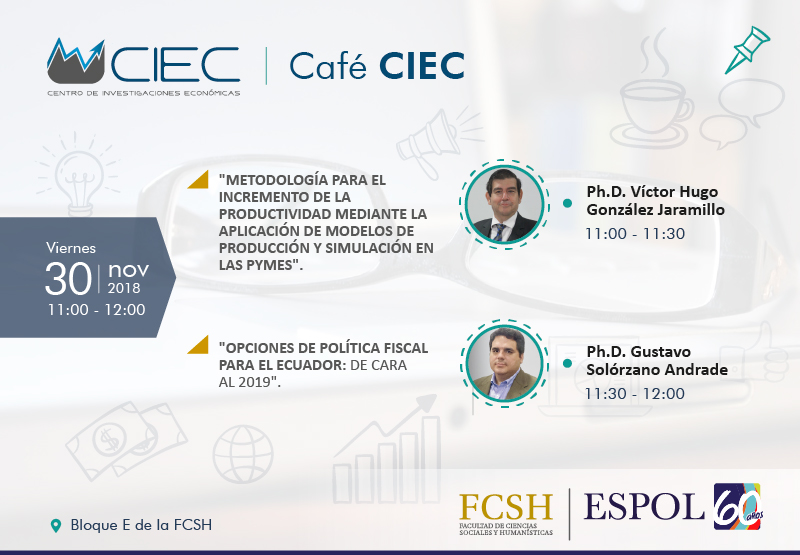 CIEC
CENTRO DE INVESTIGACIONES ECONÓMICAS
Café CIEC
Viernes
30 nov
2018
11:00 - 12:00
"METODOLOGÍA PARA EL
INCREMENTO DE LA
PRODUCTIVIDAD MEDIANTE LA
APLICACIÓN DE MODELOS DE
PRODUCCIÓN Y SIMULACIÓN EN
LAS PYMES".
Ph.D. Víctor Hugo
González Jaramillo
11:00 - 11:30
"OPCIONES DE POLÍTICA FISCAL
PARA EL ECUADOR: DE CARA
AL 2019".
Ph.D. Gustavo
Solórzano Andrade
11:30 - 12:00
Bloque E de la FCSH
FCSH
FACULTAD DE CIENCIAS
SOCIALES Y HUMANÍSTICAS
ESPOL
60
AÑOS